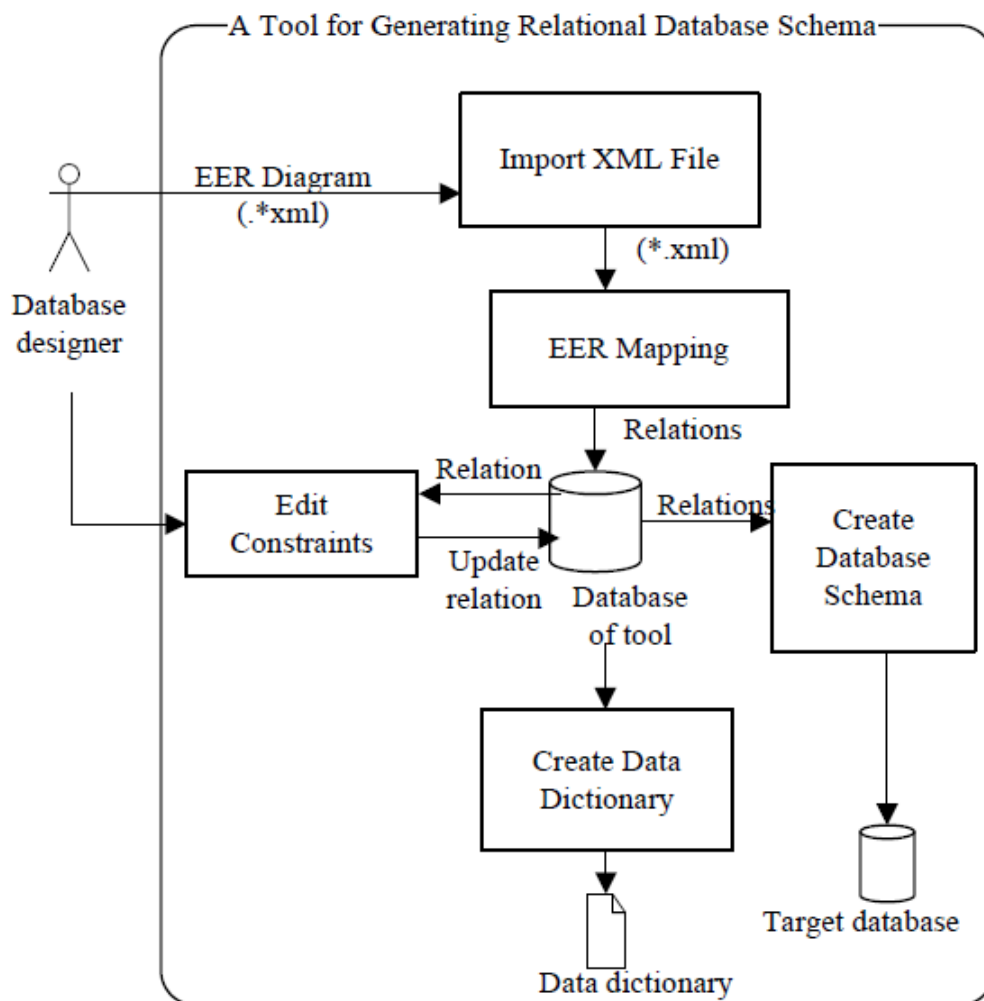 A Tool for Generating Relational Database Schema
Import XML File
EER Diagram
(.*xml)
(*.xml)
Database
designer
EER Mapping
Relations
Relation
Edit
Constraints
Update
relation
Relations
Database
of tool
Create
Database
Schema
Create Data
Dictionary
Target database
Data dictionary